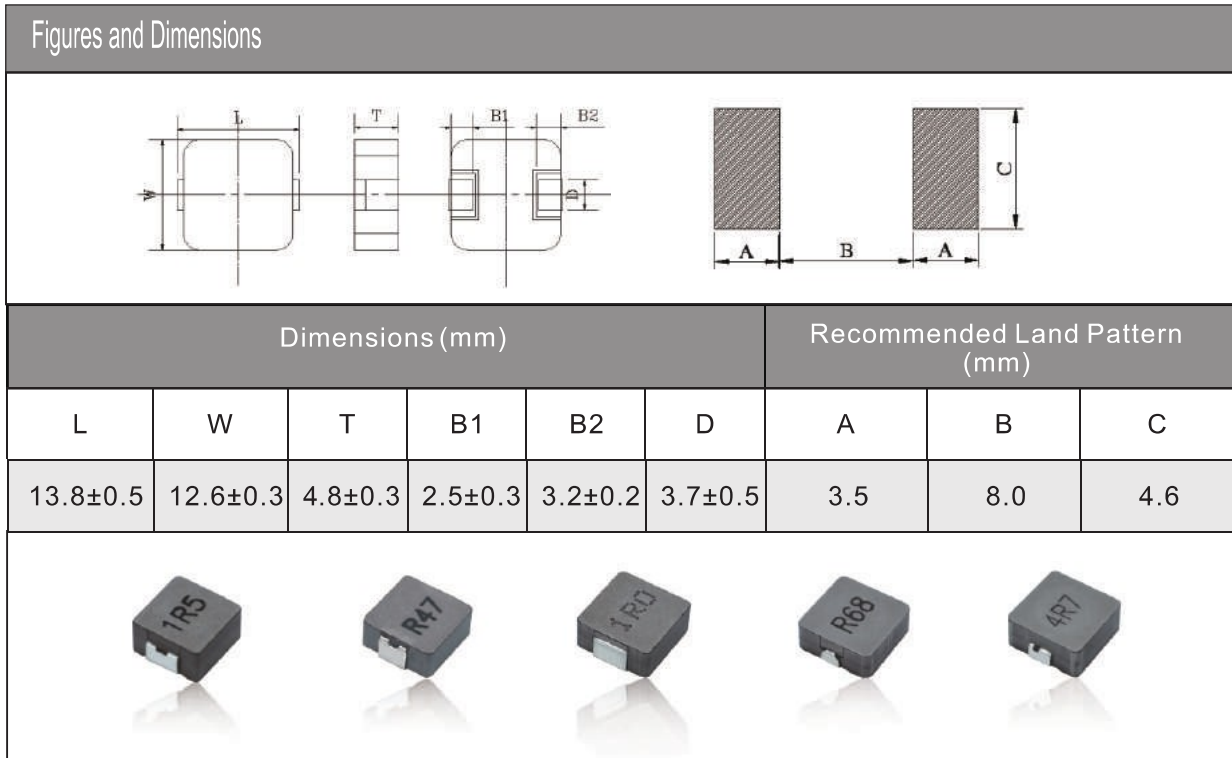 Figures and Dimensions
L
T
B1
B2
W
D
C
A
B
A
Dimensions (mm)
Recommended Land Pattern
(mm)
L W T B1 B2 D A B C
13.8±0.5 12.6±0.3 4.8±0.3 2.5±0.3 3.2±0.2 3.7±0.5 3.5 8.0 4.6
1R5
R47
1R0
R68
4R7